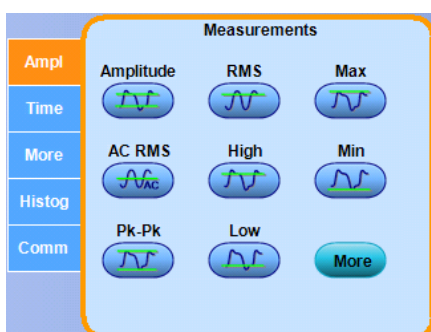 Measurements
Ampl
Time
More
Histog
Comm
Amplitude RMS Max
AC RMS High Min
AC
Pk-Pk Low
More